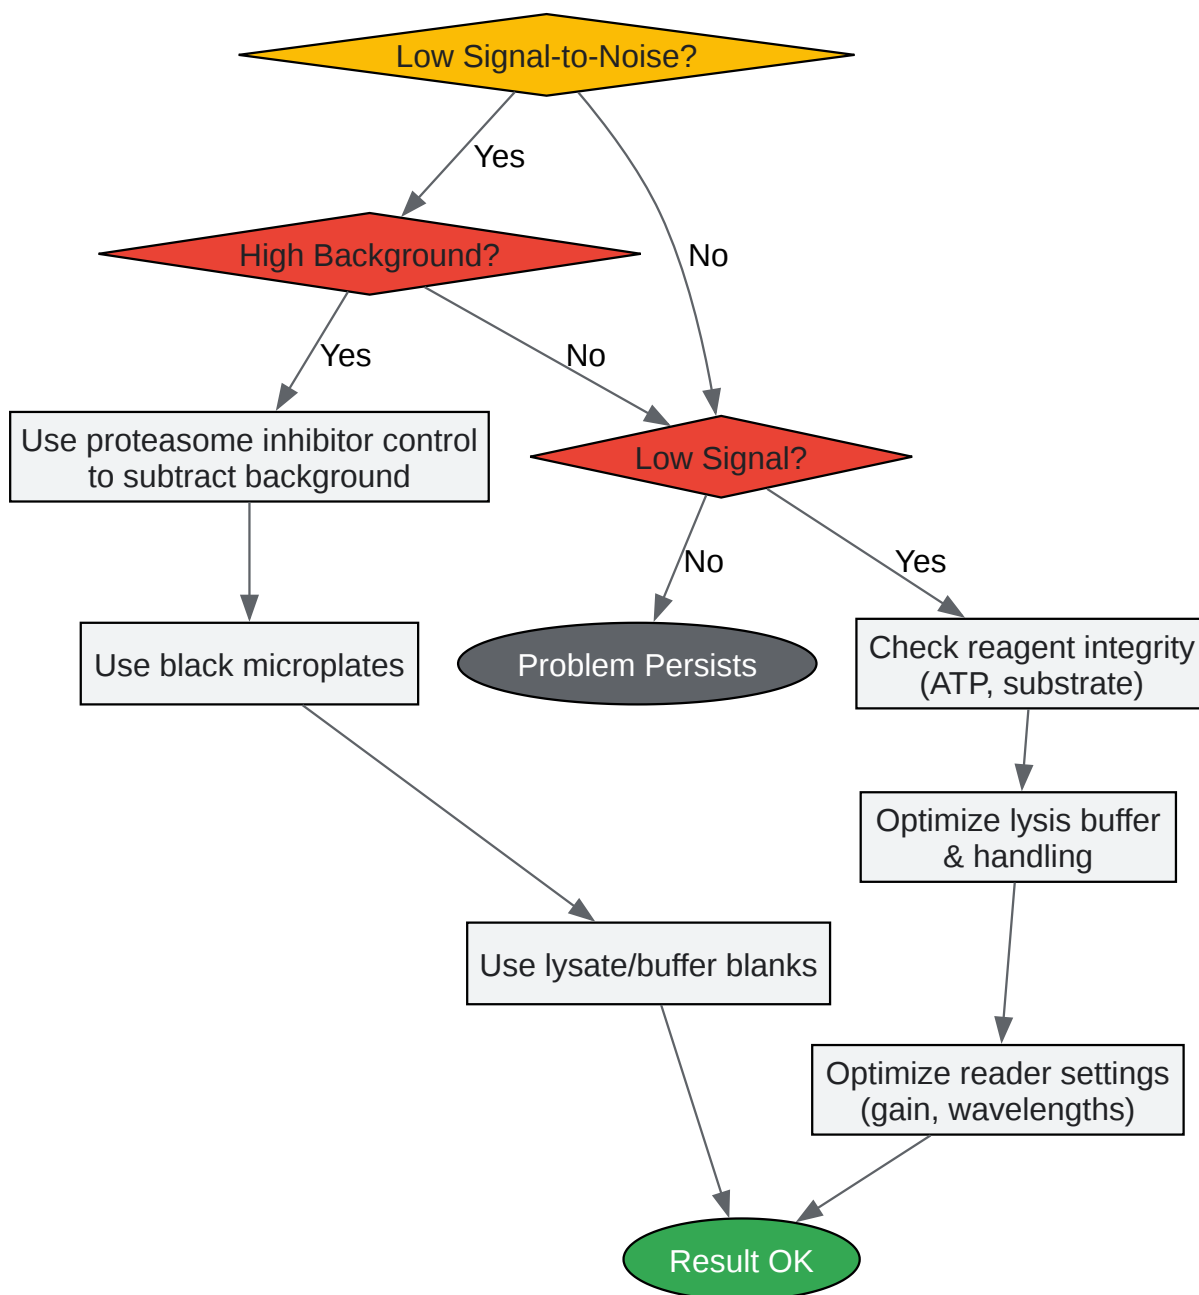 Low Signal-to-Noise?
Yes
High Background?
No
Yes
No
Use proteasome inhibitor control
to subtract background
Low Signal?
No
Yes
Use black microplates
Problem Persists
Check reagent integrity
(ATP, substrate)
Optimize lysis buffer
& handling
Use lysate/buffer blanks
Optimize reader settings
(gain, wavelengths)
Result OK